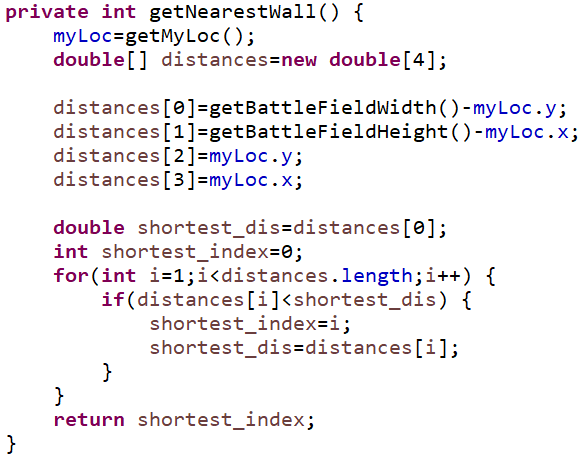 private int getNearestWall() {
    myLoc=getMyLoc();
    double[] distances=new double[4];

    distances[0]=getBattleFieldWidth()-myLoc.y;
    distances[1]=getBattleFieldHeight()-myLoc.x;
    distances[2]=myLoc.y;
    distances[3]=myLoc.x;

    double shortest_dis=distances[0];
    int shortest_index=0;
    for(int i=1;i<distances.length;i++) {
        if(distances[i]<shortest_dis) {
            shortest_index=i;
            shortest_dis=distances[i];
        }
    }
    return shortest_index;
}